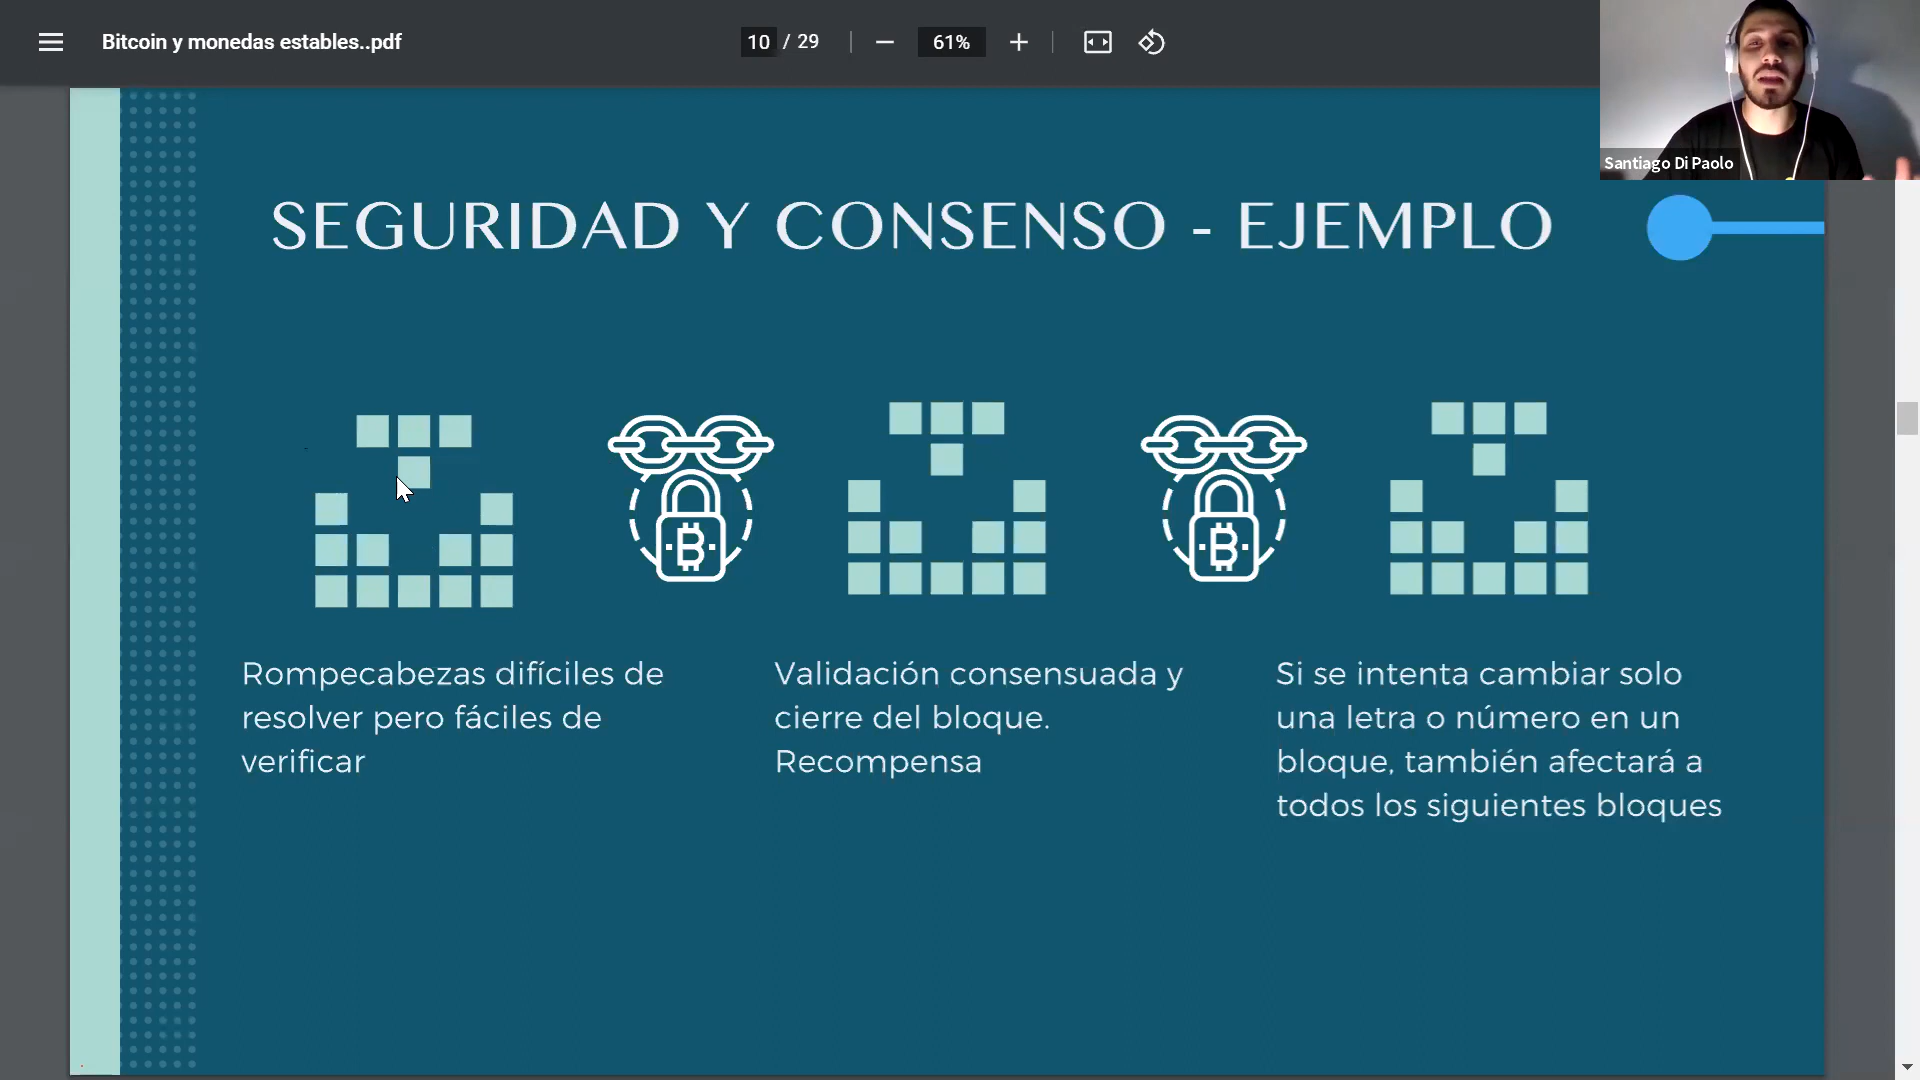 Bitcoin y monedas estables..pdf
10 / 29
61%
Santiago Di Paolo
SEGURIDAD Y CONSENSO - EJEMPLO
Rompecabezas difíciles de
resolver pero fáciles de
verificar
Validación consensuada y
cierre del bloque.
Recompensa
Si se intenta cambiar solo
una letra o número en un
bloque, también afectará a
todos los siguientes bloques